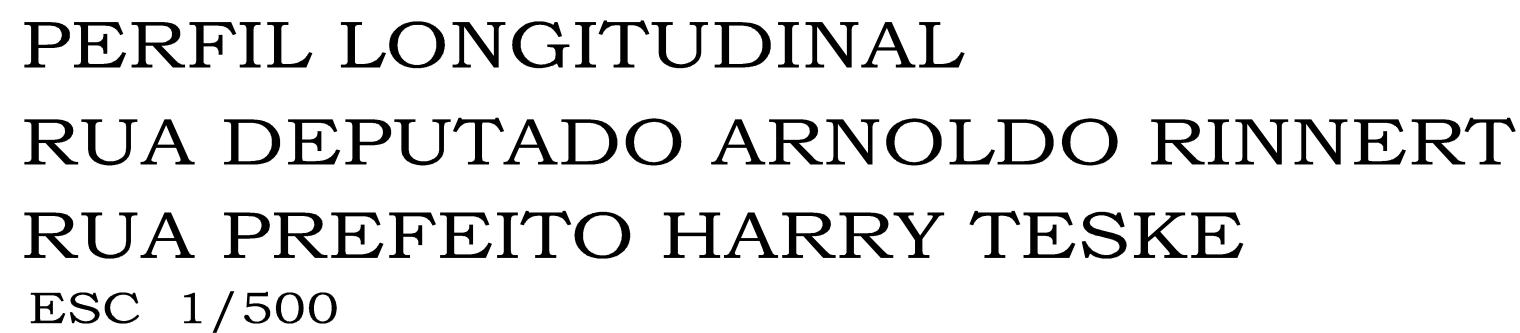 PERFIL LONGITUDINAL
RUA DEPUTADO ARNOLDO RINNERT
RUA PREFEITO HARRY TESKE
ESC 1/500